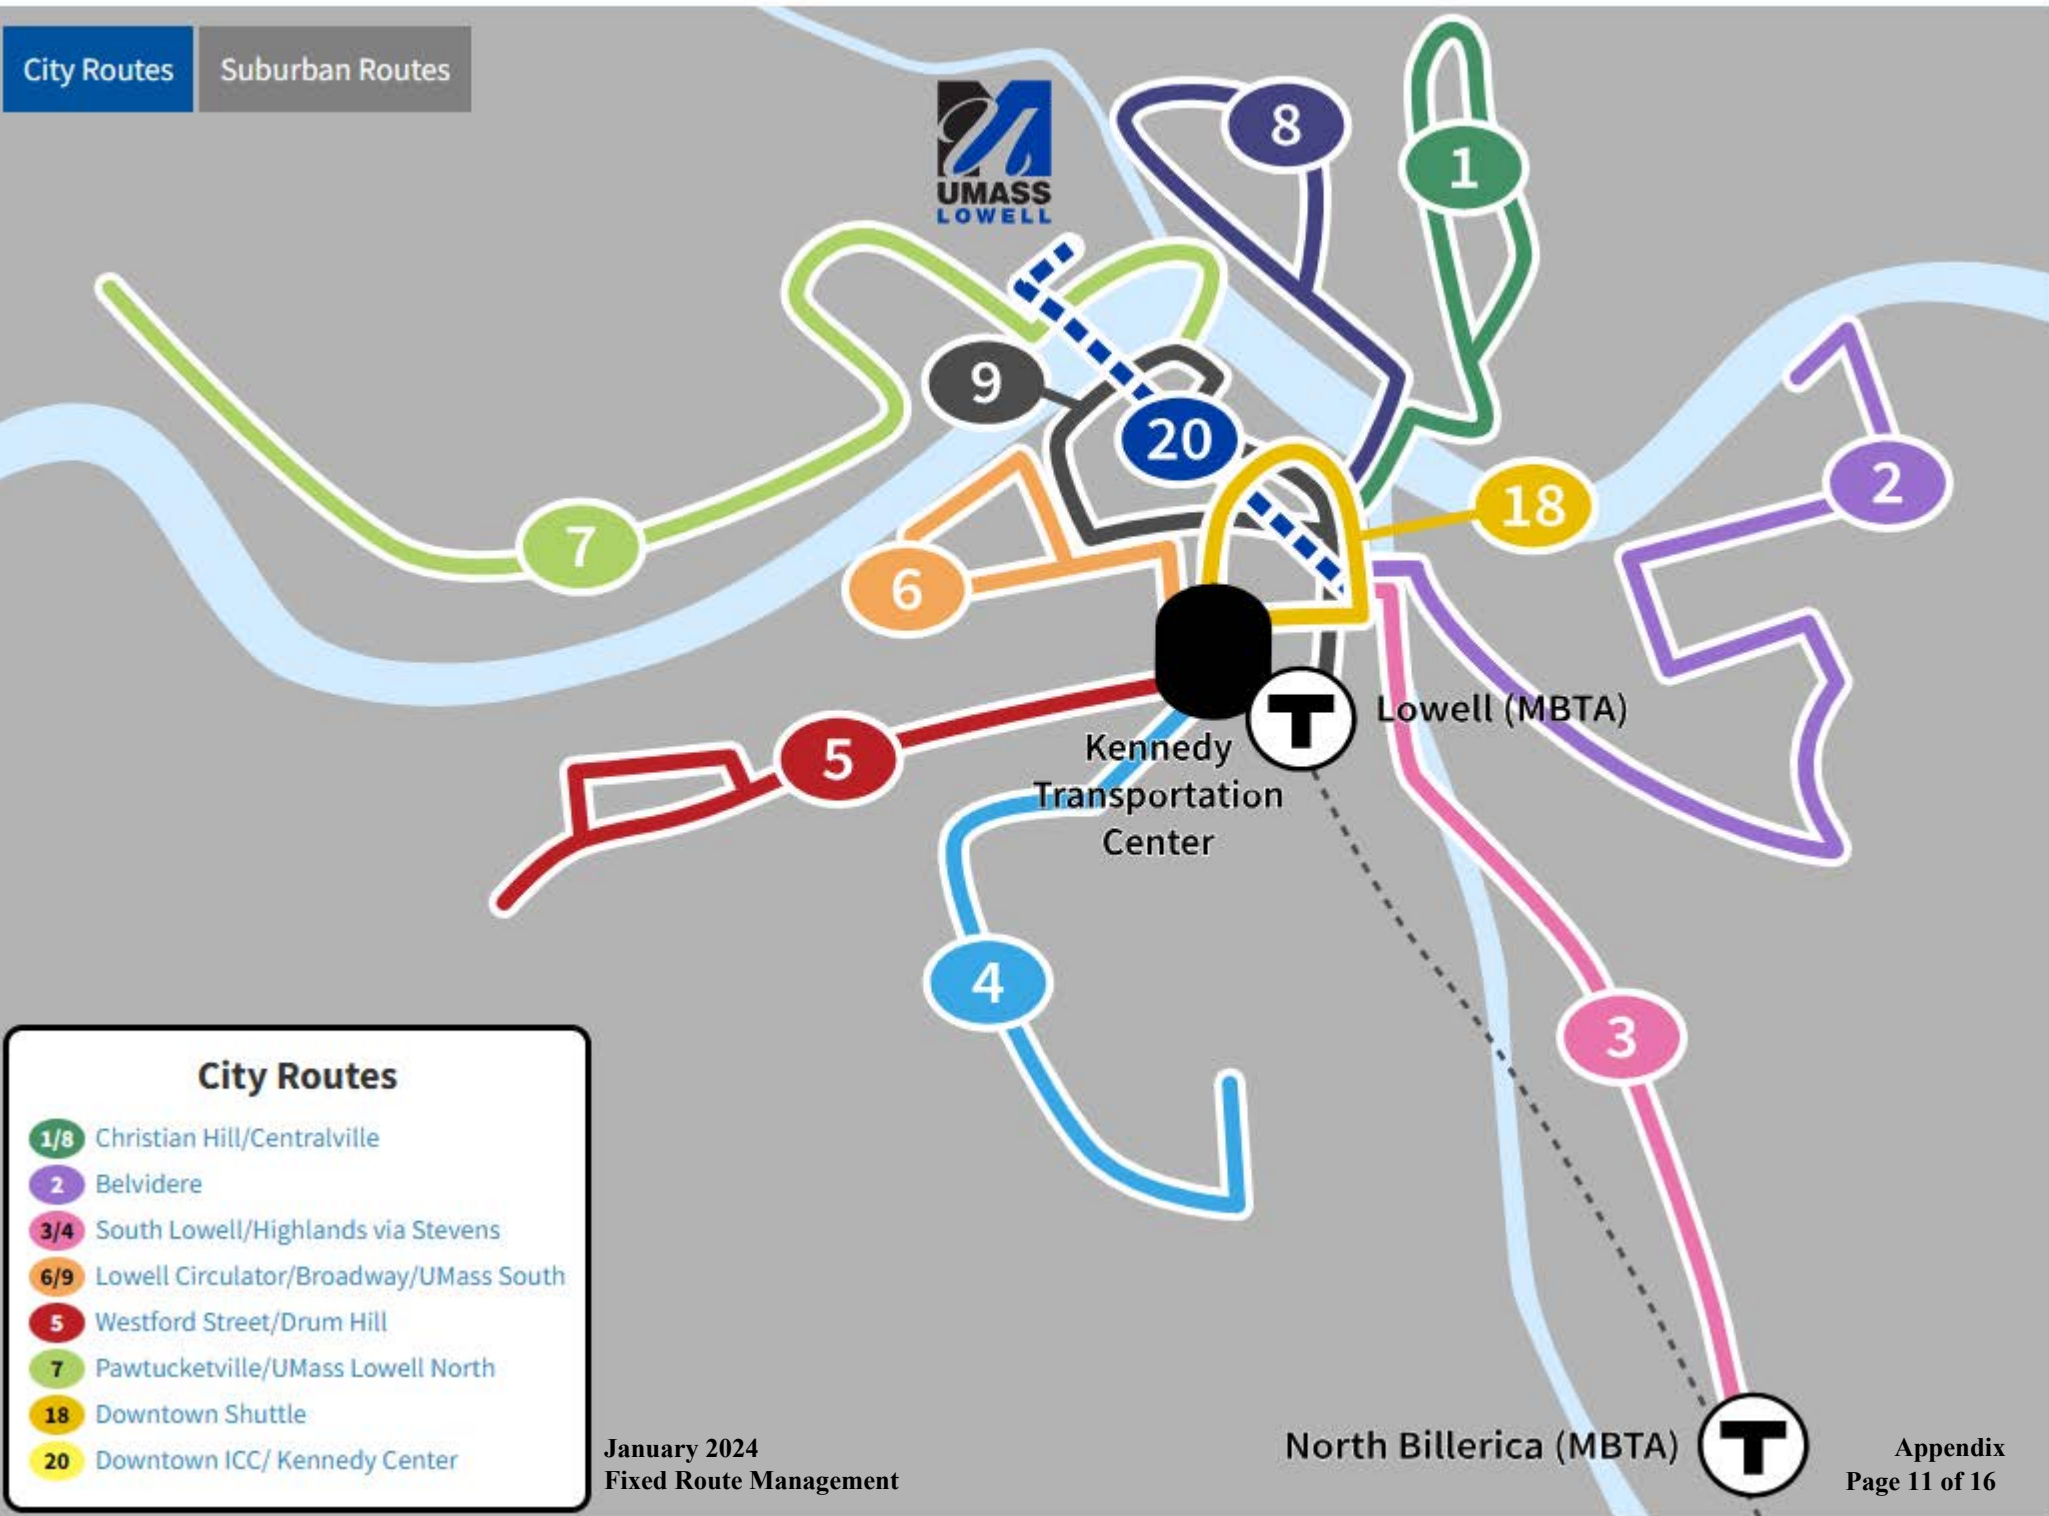 City Routes
Suburban Routes
UMASS
LOWELL
8
1
9
20
18
2
7
6
5
T
Lowell (MBTA)
Kennedy
Transportation
Center
4
3
City Routes
1/8 Christian Hill/Centralville
2 Belvidere
3/4 South Lowell/Highlands via Stevens
6/9 Lowell Circulator/Broadway/UMass South
5 Westford Street/Drum Hill
7 Pawtucketville/UMass Lowell North
18 Downtown Shuttle
20 Downtown ICC/ Kennedy Center
January 2024
Fixed Route Management
North Billerica (MBTA)
T
Appendix
Page 11 of 16